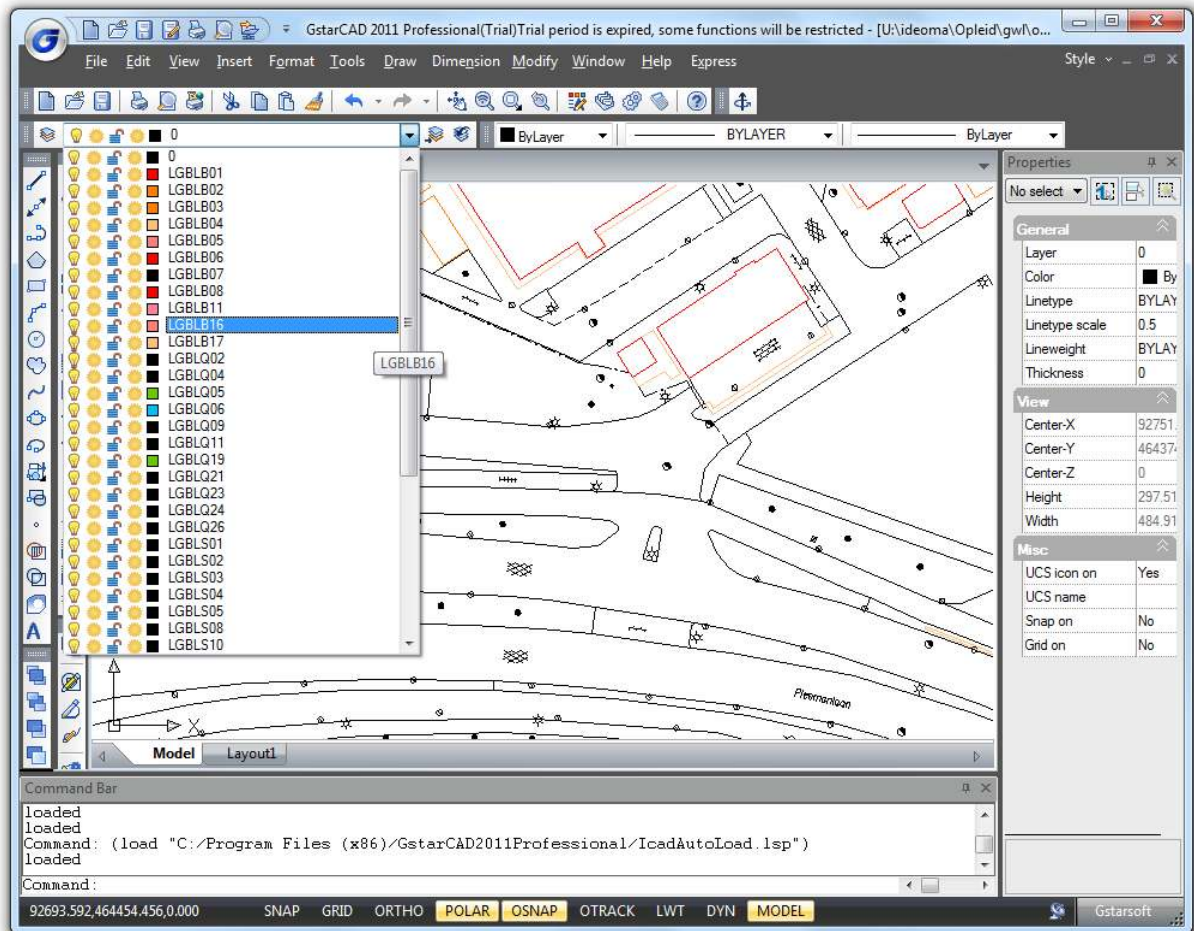 GstarCAD 2011 Professional(Trial)Trial period is expired, some functions will be restricted - [U:\ideoma\Opleid\gwl\o...
File Edit View Insert Format Tools Draw Dimension Modify Window Help Express Style
0 ByLayer BYLAYER ByLayer
0
LGBLB01
LGBLB02
LGBLB03
LGBLB04
LGBLB05
LGBLB06
LGBLB07
LGBLB08
LGBLB11
LGBLB16
LGBLB17
LGBLQ02
LGBLQ04
LGBLQ05
LGBLQ06
LGBLQ09
LGBLQ11
LGBLQ19
LGBLQ21
LGBLQ23
LGBLQ24
LGBLQ26
LGBLS01
LGBLS02
LGBLS03
LGBLS04
LGBLS05
LGBLS08
LGBLS10
LGBLB16
X
Model Layout1
Properties
No select
General
Layer 0
Color By
Linetype BYLAY
Linetype scale 0.5
Lineweight BYLAY
Thickness 0
View
Center-X 92751.
Center-Y 46437
Center-Z 0
Height 297.51
Width 484.91
Misc
UCS icon on Yes
UCS name
Snap on No
Grid on No
Command Bar
loaded
loaded
Command: (load "C:/Program Files (x86)/GstarCAD2011Professional/IcadAutoLoad.lsp")
loaded
Command:
92693.592,464454.456,0.000 SNAP GRID ORTHO POLAR OSNAP OTRACK LWT DYN MODEL Gstarsoft